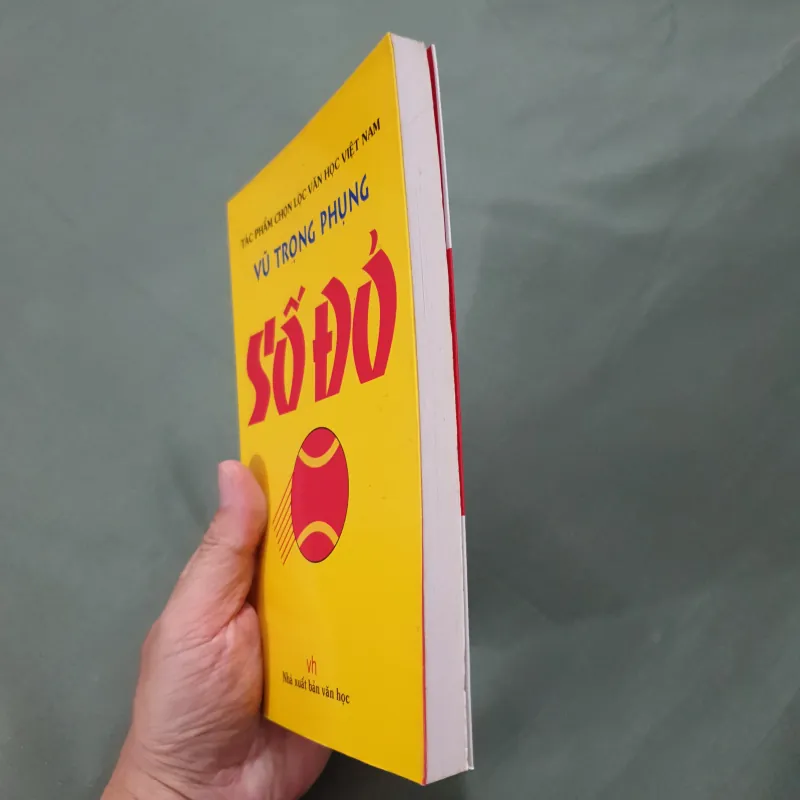 TÁC PHẨM CHỌN LỌC VĂN HỌC VIỆT NAM
VŨ TRỌNG PHỤNG
SỐ ĐỎ
vh
Nhà xuất bản văn học